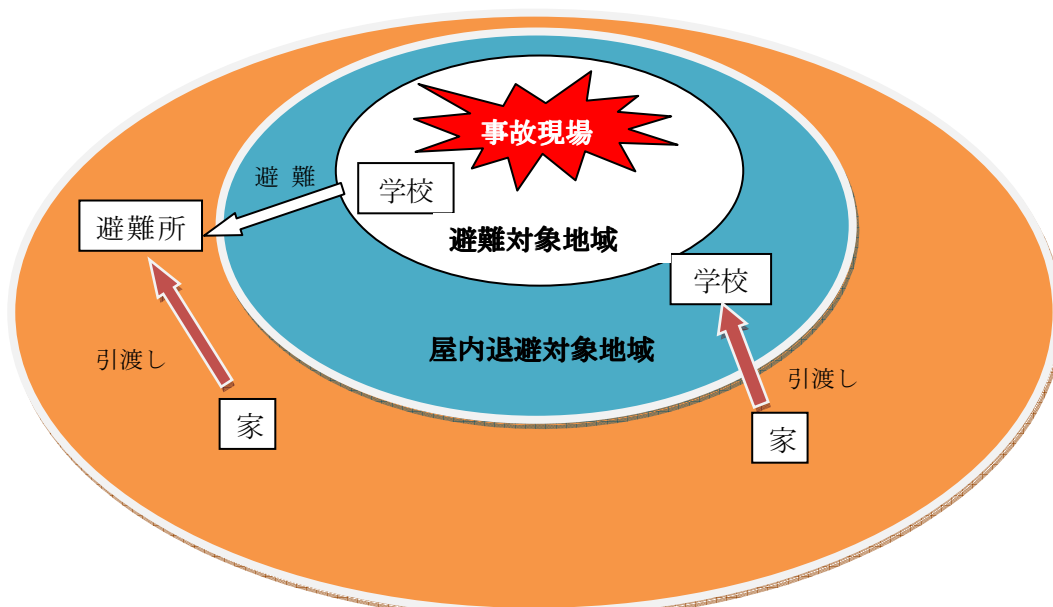 事故現場
避 難
学校
避難所
避難対象地域
学校
屋内退避対象地域
引渡し
引渡し
家
家